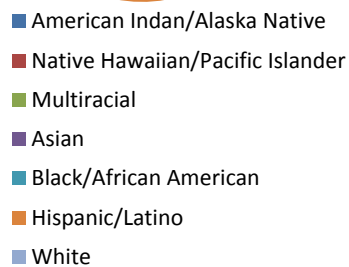 American Indan/Alaska Native
Native Hawaiian/Pacific Islander
Multiracial
Asian
Black/African American
Hispanic/Latino
White